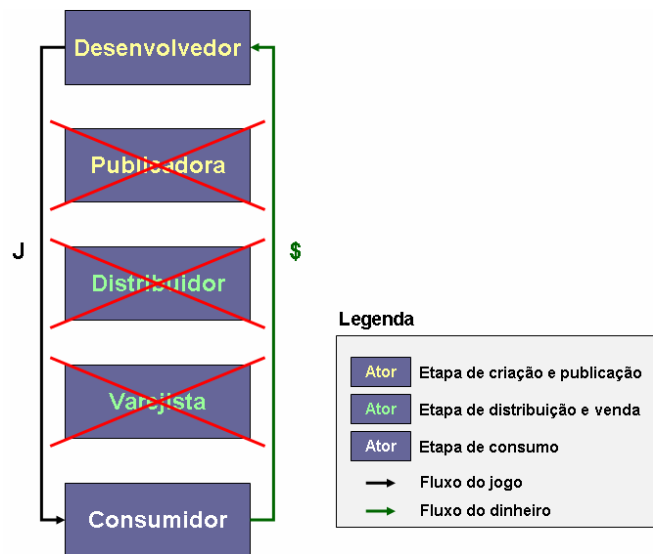 Desenvolvedor
Publicadora
J
Distribuidor
$
Varejista
Consumidor
Legenda
Ator Etapa de criação e publicação
Ator Etapa de distribuição e venda
Ator Etapa de consumo
Fluxo do jogo
Fluxo do dinheiro